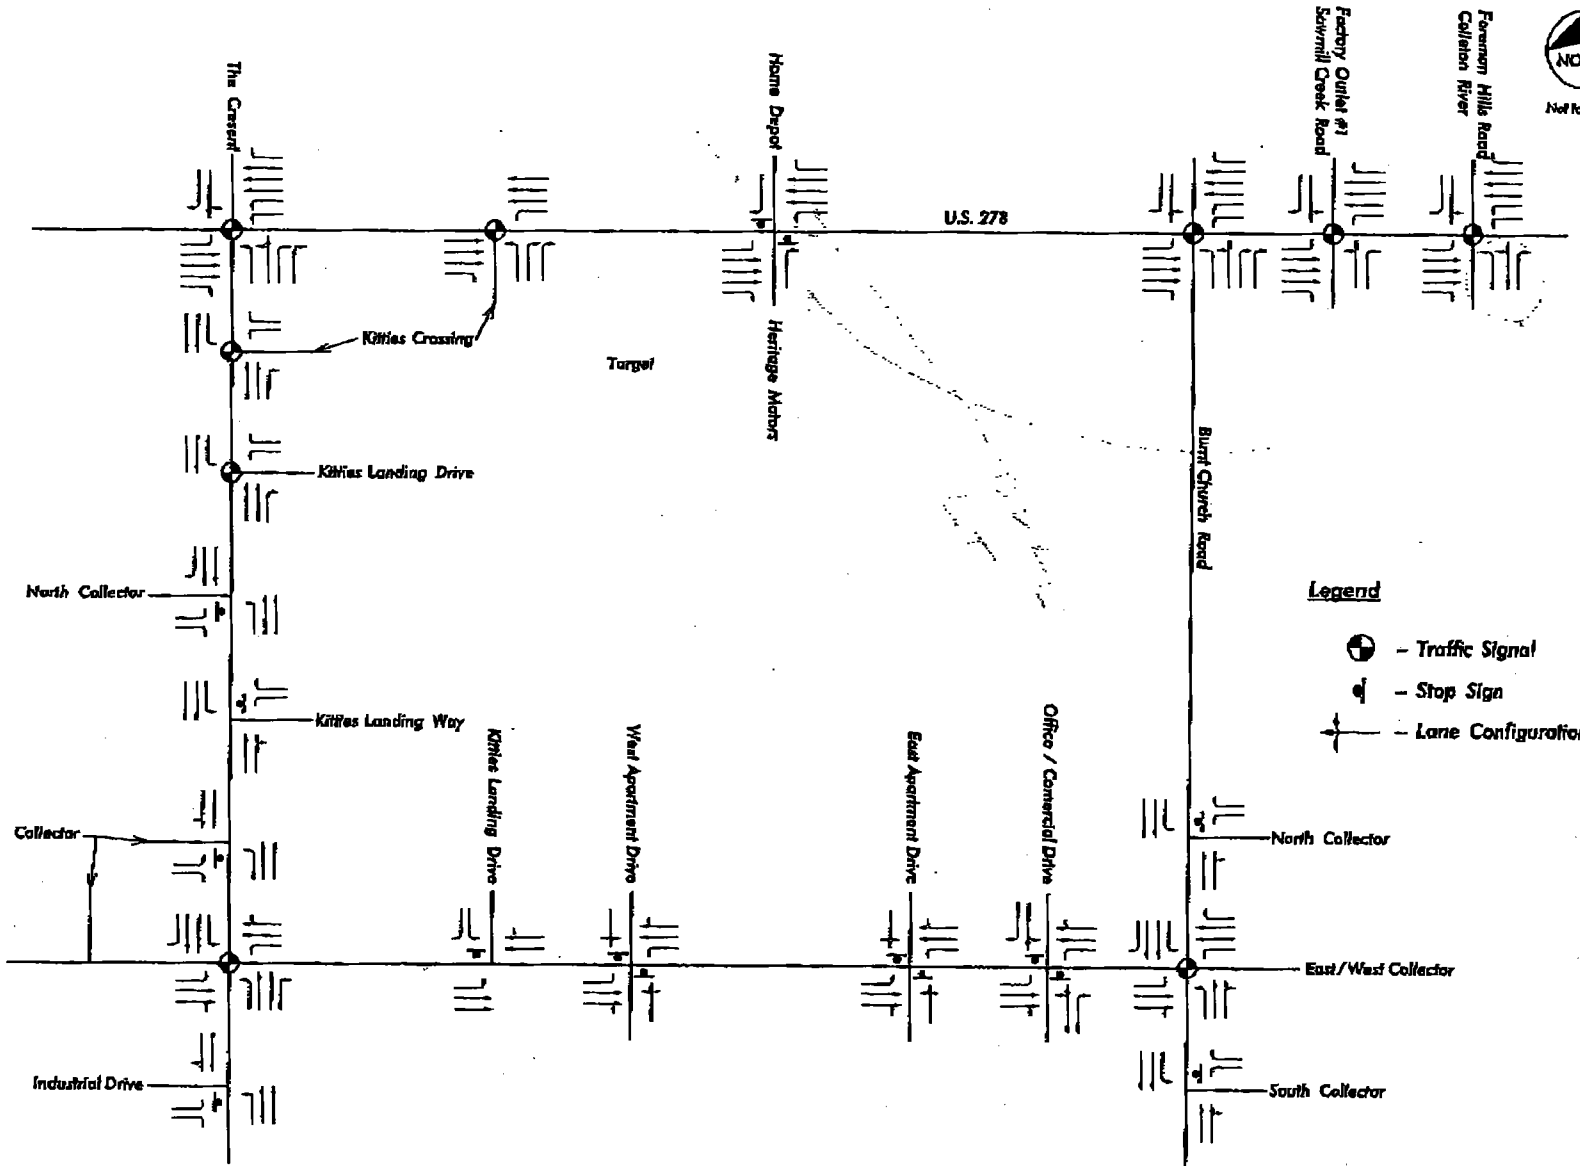 The Cresent
Home Depot
Factory Outlet #1
Sawmill Creek Road
Foreman Hills Road
Colleton River
U.S. 278
Kitties Crossing
Target
Heritage Motors
Kitties Landing Drive
Burnt Church Road
North Collector
Legend
- Traffic Signal
- Stop Sign
- Lane Configuration
Kitties Landing Way
Kitties Landing Drive
West Apartment Drive
East Apartment Drive
Office / Comercial Drive
Collector
North Collector
East/West Collector
Industrial Drive
South Collector